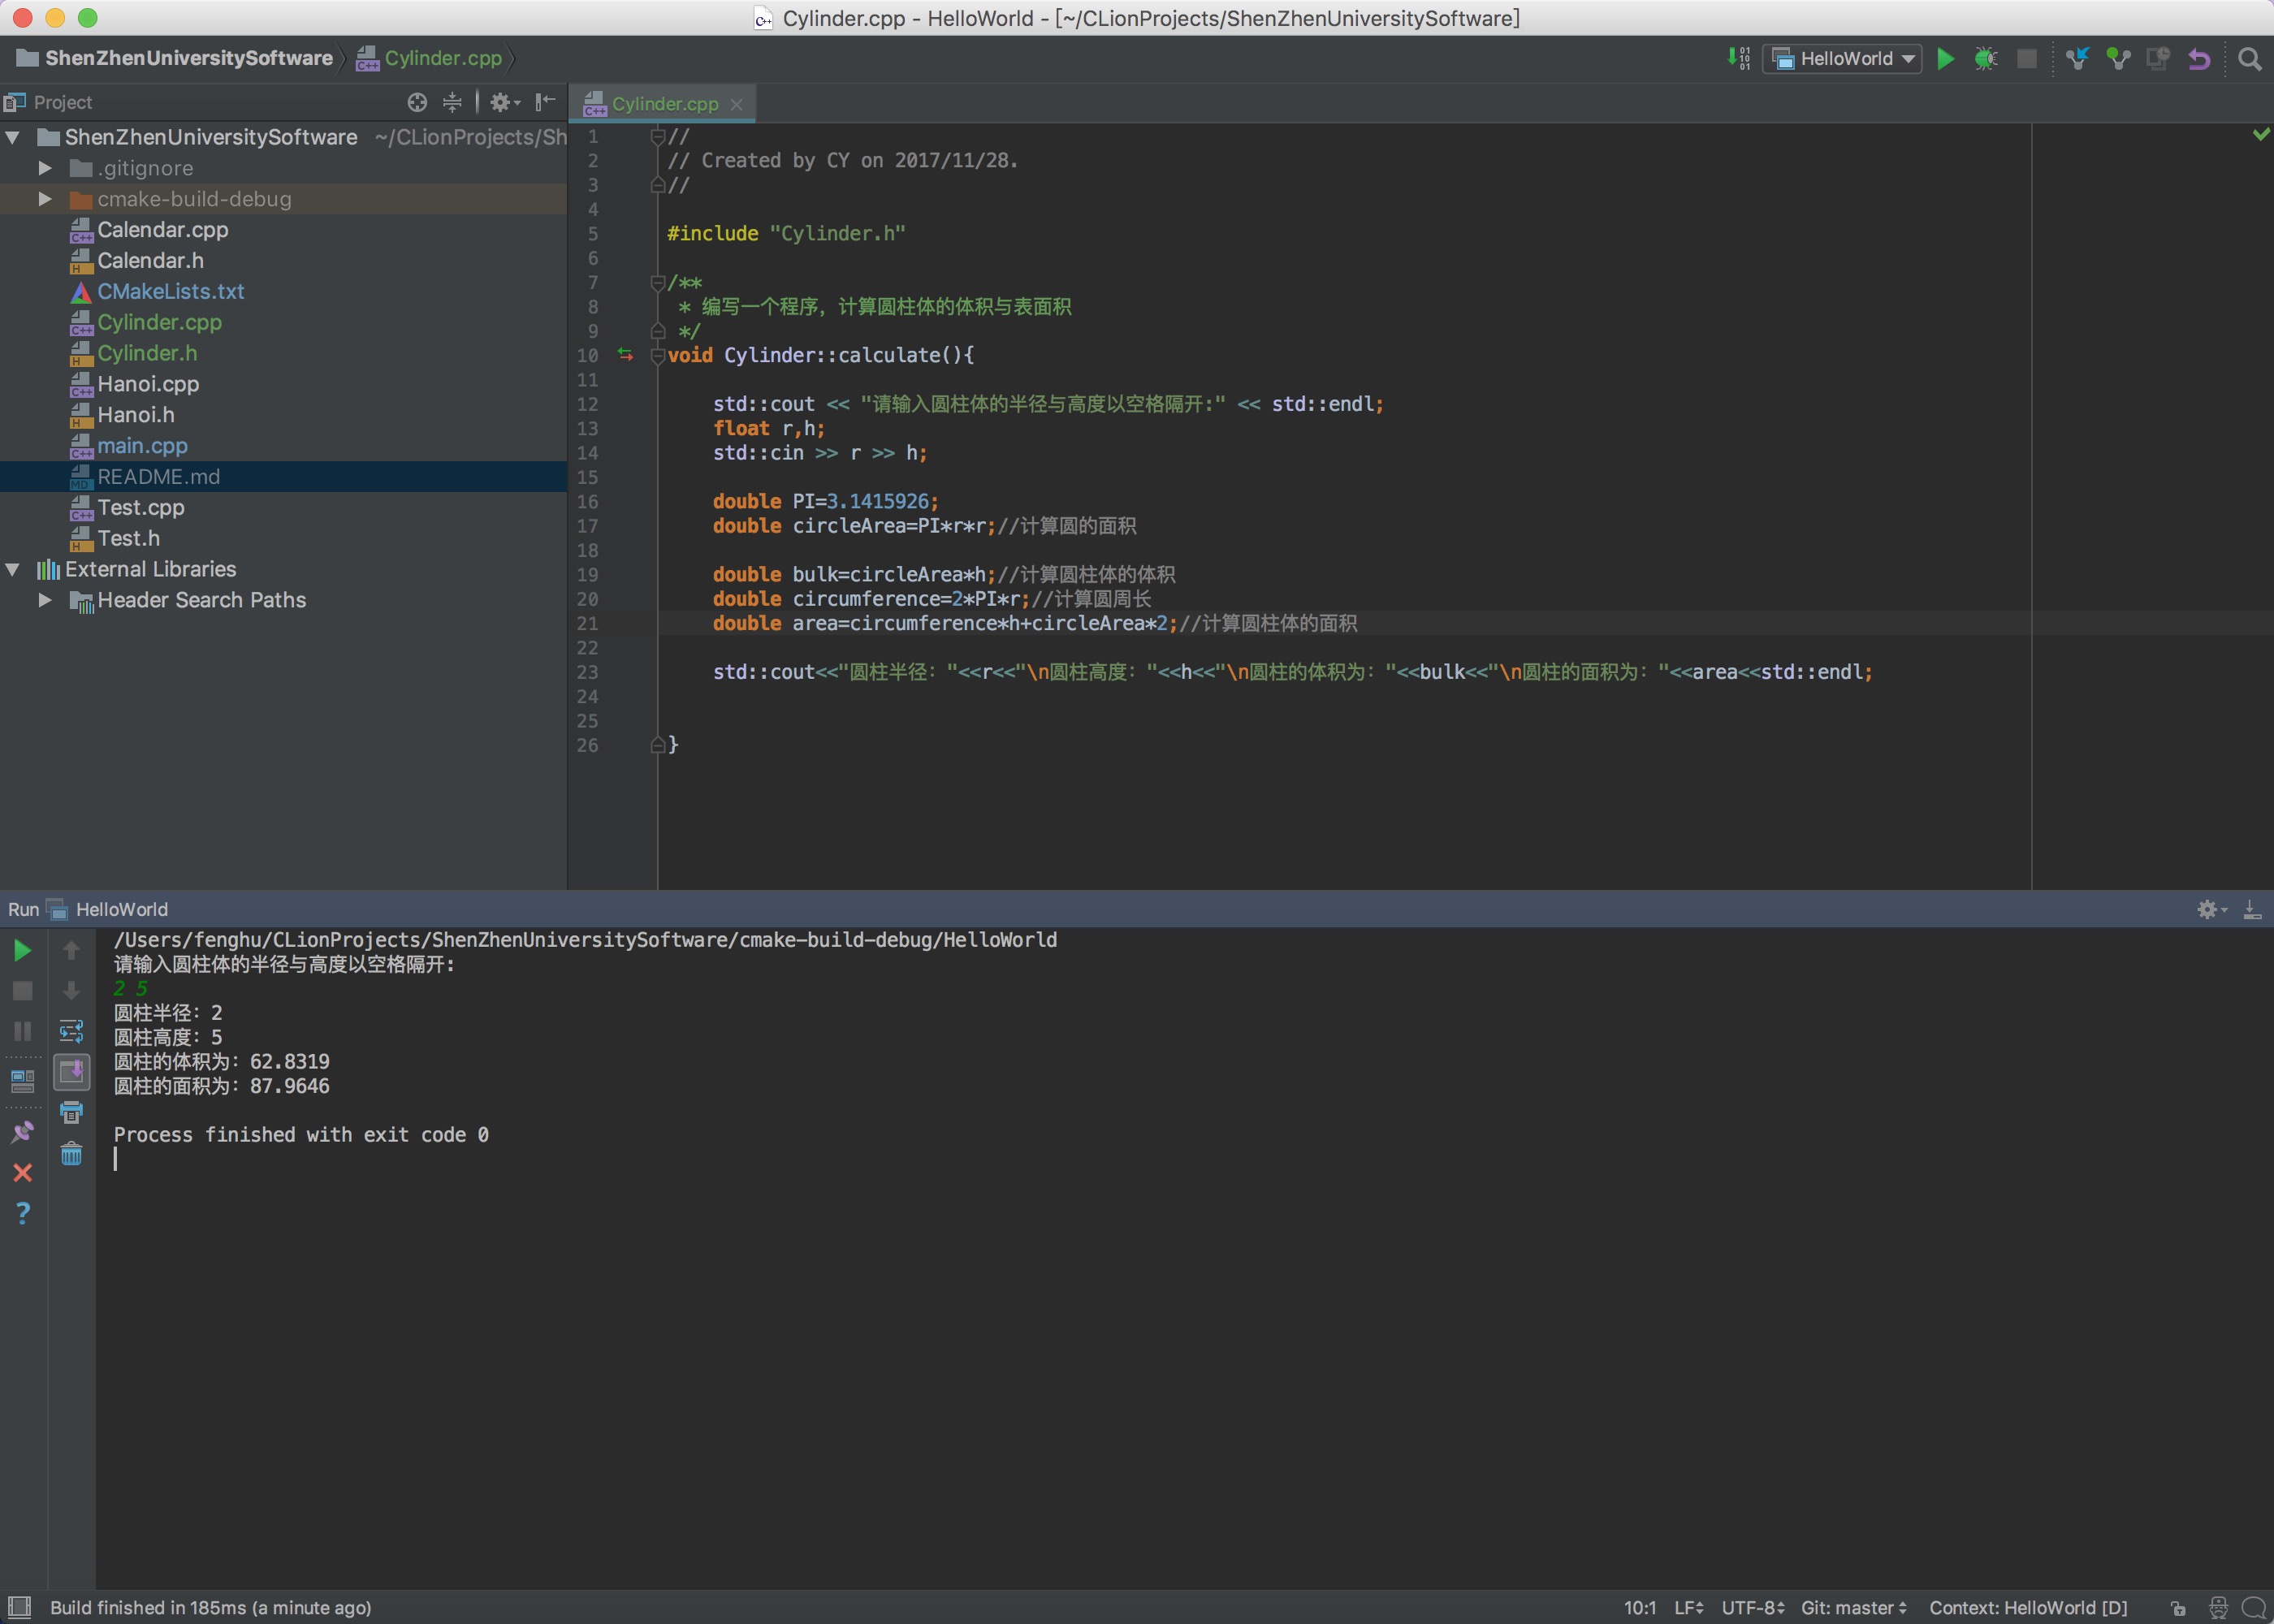 Cylinder.cpp - HelloWorld - [~/CLionProjects/ShenZhenUniversitySoftware]
ShenZhenUniversitySoftware Cylinder.cpp
HelloWorld
Project
Cylinder.cpp
ShenZhenUniversitySoftware ~/CLionProjects/Sh
.gitignore
cmake-build-debug
Calendar.cpp
Calendar.h
CMakeLists.txt
Cylinder.cpp
Cylinder.h
Hanoi.cpp
Hanoi.h
main.cpp
README.md
Test.cpp
Test.h
External Libraries
Header Search Paths
1 //
2 // Created by CY on 2017/11/28.
3 //
4
5 #include "Cylinder.h"
6
7 /**
8 * 编写一个程序，计算圆柱体的体积与表面积
9 */
10 void Cylinder::calculate(){
11
12 std::cout << "请输入圆柱体的半径与高度以空格隔开:" << std::endl;
13 float r,h;
14 std::cin >> r >> h;
15
16 double PI=3.1415926;
17 double circleArea=PI*r*r;//计算圆的面积
18
19 double bulk=circleArea*h;//计算圆柱体的体积
20 double circumference=2*PI*r;//计算圆周长
21 double area=circumference*h+circleArea*2;//计算圆柱体的面积
22
23 std::cout<<"圆柱半径："<<r<<"\n圆柱高度："<<h<<"\n圆柱的体积为："<<bulk<<"\n圆柱的面积为："<<area<<std::endl;
24
25
26 }
Run HelloWorld
/Users/fenghu/CLionProjects/ShenZhenUniversitySoftware/cmake-build-debug/HelloWorld
请输入圆柱体的半径与高度以空格隔开:
2 5
圆柱半径：2
圆柱高度：5
圆柱的体积为：62.8319
圆柱的面积为：87.9646
Process finished with exit code 0
Build finished in 185ms (a minute ago)
10:1 LF UTF-8 Git: master Context: HelloWorld [D]